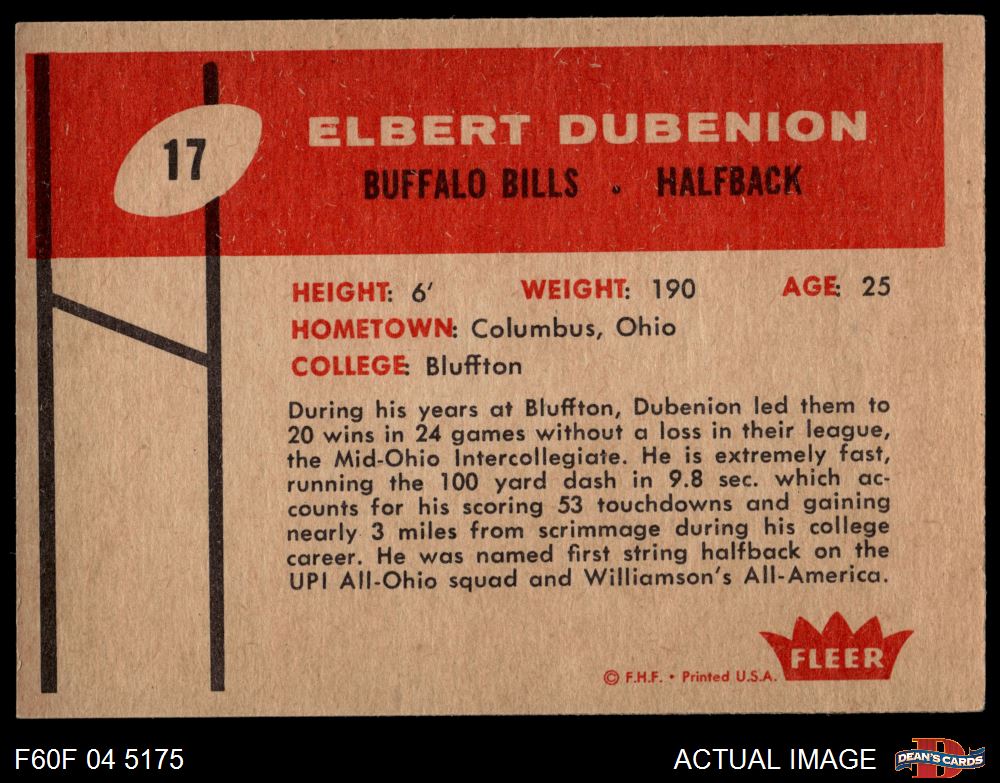 17
ELBERT DUBENION
BUFFALO BILLS . HALFBACK
HEIGHT: 6' WEIGHT: 190 AGE: 25
HOMETOWN: Columbus, Ohio
COLLEGE: Bluffton
During his years at Bluffton, Dubenion led them to
20 wins in 24 games without a loss in their league,
the Mid-Ohio Intercollegiate. He is extremely fast,
running the 100 yard dash in 9.8 sec. which ac-
counts for his scoring 53 touchdowns and gaining
nearly 3 miles from scrimmage during his college
career. He was named first string halfback on the
UPI All-Ohio squad and Williamson's All-America.
FLEER
© F.H.F. • Printed U.S.A.
F60F 04 5175
ACTUAL IMAGE
D
DEAN'S CARDS